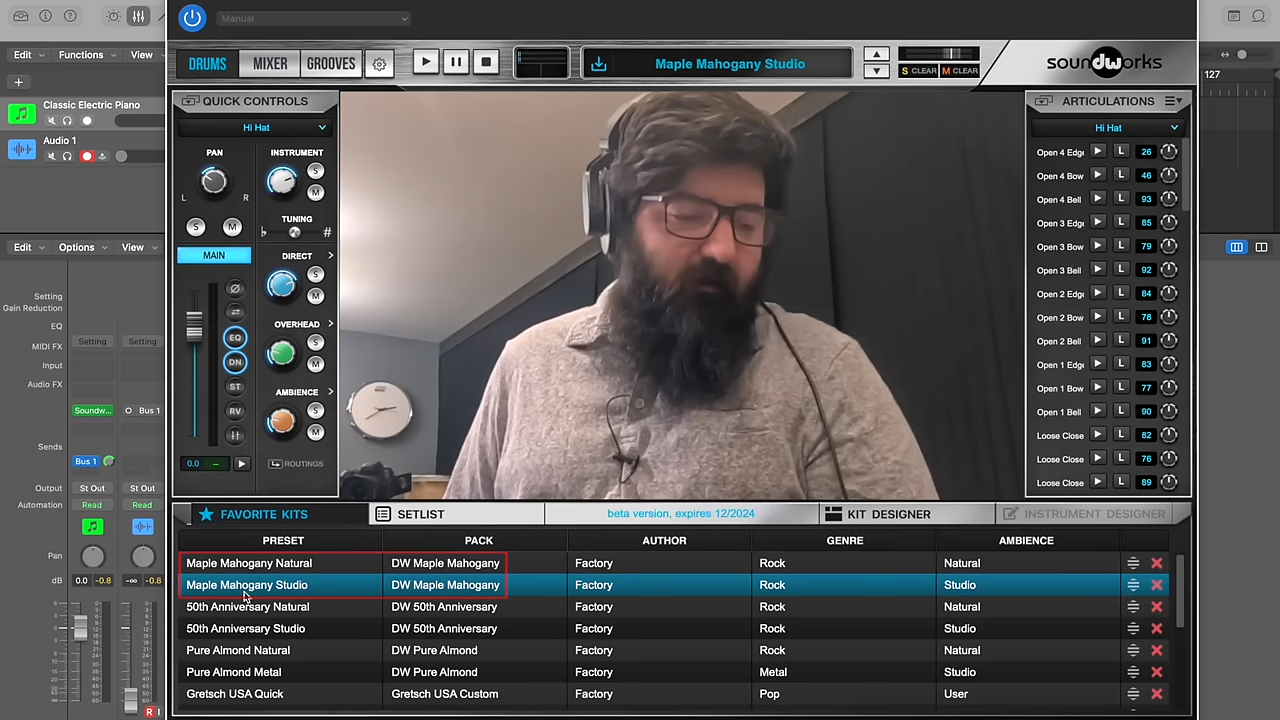 Manual
Edit Functions View
DRUMS MIXER GROOVES
Maple Mahogany Studio
S CLEAR M CLEAR
soundworks
127
QUICK CONTROLS
Hi Hat
PAN
L R
S M
MAIN
EQ
DN
ST
RV
0.0 --
INSTRUMENT
S
M
TUNING
♭ #
DIRECT
S
M
OVERHEAD
S
M
AMBIENCE
S
M
ROUTINGS
ARTICULATIONS
Hi Hat
Open 4 Edge L 26
Open 4 Bow L 46
Open 4 Bell L 93
Open 3 Edge L 85
Open 3 Bow L 79
Open 3 Bell L 92
Open 2 Edge L 84
Open 2 Bow L 78
Open 2 Bell L 91
Open 1 Edge L 83
Open 1 Bow L 77
Open 1 Bell L 90
Loose Close L 82
Loose Close L 76
Loose Close L 89
Classic Electric Piano
Audio 1
Edit Options View
Setting Setting Setting
Gain Reduction
EQ
MIDI FX
Input
Audio FX
Soundw... Bus 1
Sends
Bus 1
Output St Out St Out
Automation Read Read
Pan
dB 0.0 -0.8 -∞ -0.8
R I
FAVORITE KITS SETLIST beta version, expires 12/2024 KIT DESIGNER INSTRUMENT DESIGNER
PRESET PACK AUTHOR GENRE AMBIENCE
Maple Mahogany Natural DW Maple Mahogany Factory Rock Natural
Maple Mahogany Studio DW Maple Mahogany Factory Rock Studio
50th Anniversary Natural DW 50th Anniversary Factory Rock Natural
50th Anniversary Studio DW 50th Anniversary Factory Rock Studio
Pure Almond Natural DW Pure Almond Factory Rock Natural
Pure Almond Metal DW Pure Almond Factory Metal Studio
Gretsch USA Quick Gretsch USA Custom Factory Pop User